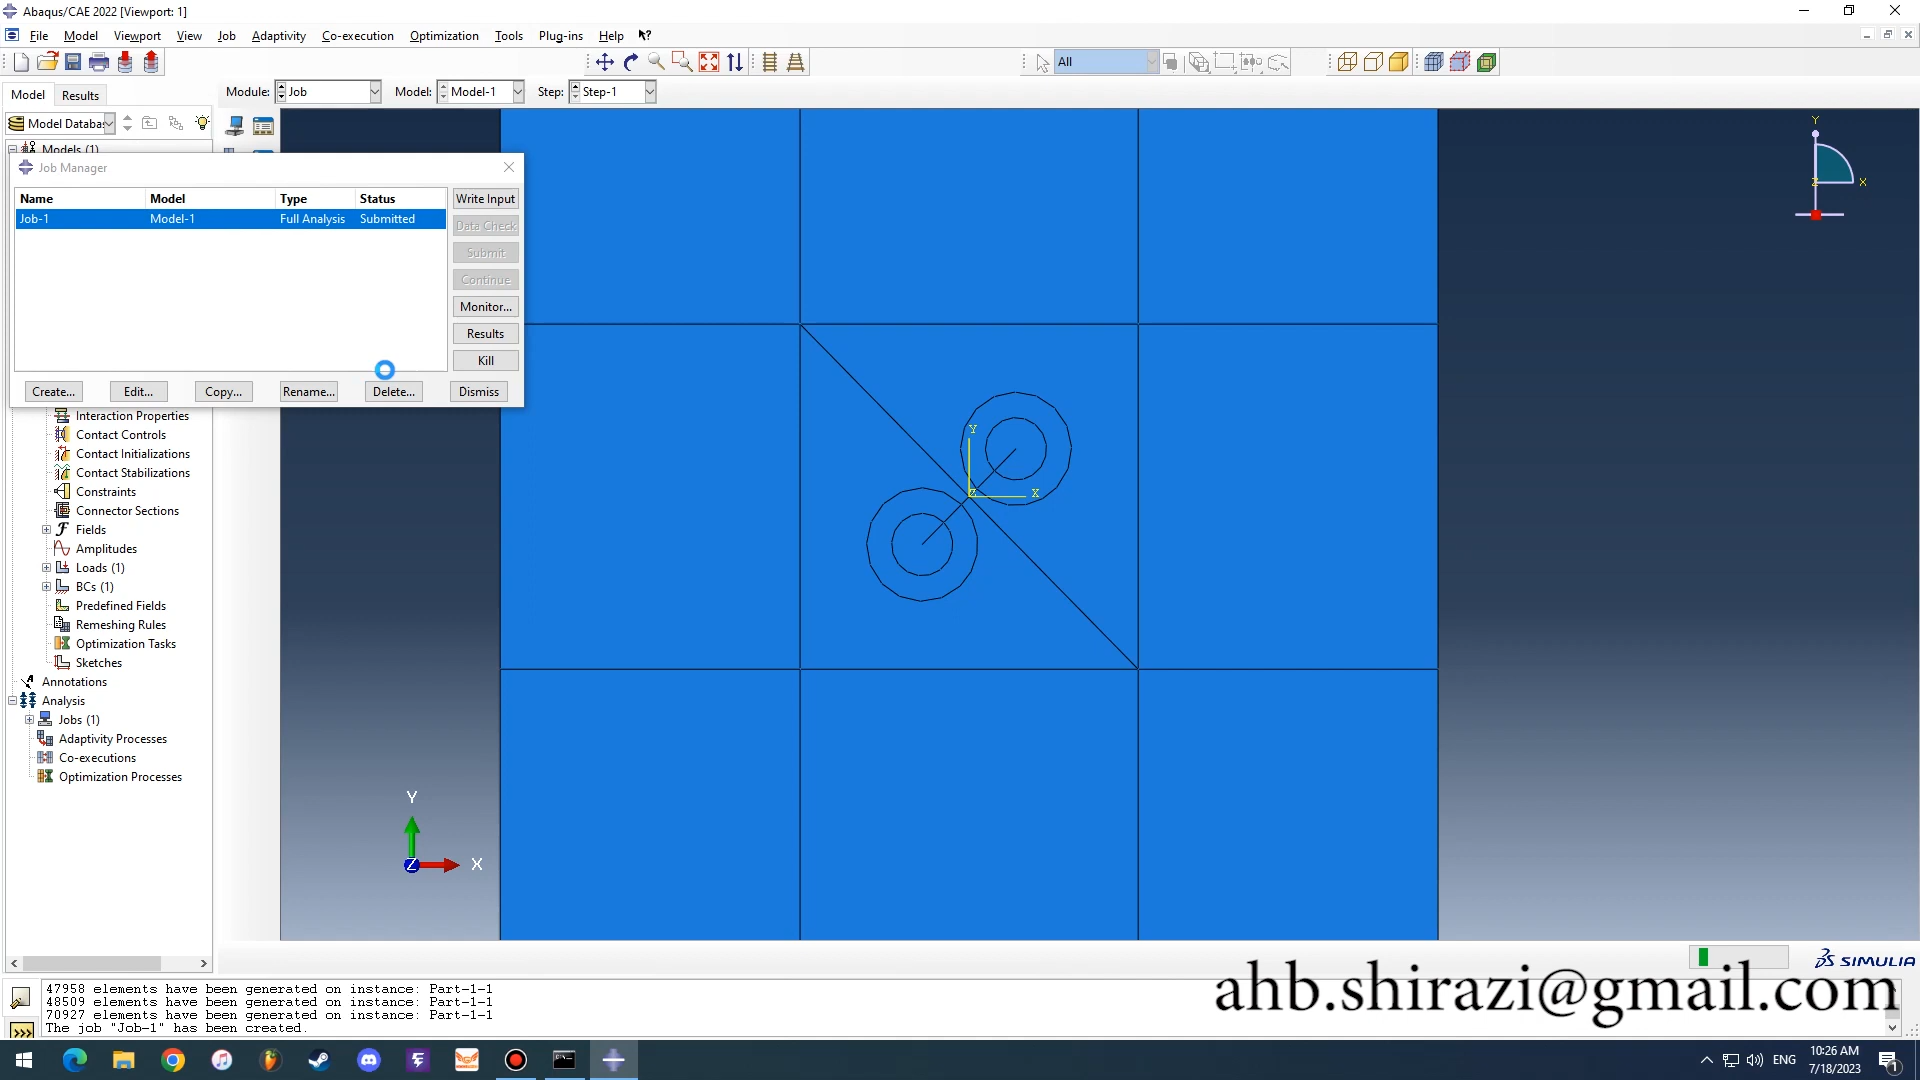 Abaqus/CAE 2022 [Viewport: 1]
File Model Viewport View Job Adaptivity Co-execution Optimization Tools Plug-ins Help
All
Model Results
Module: Job Model: Model-1 Step: Step-1
Model Databas
Models (1)
Job Manager
Name Model Type Status
Job-1 Model-1 Full Analysis Submitted
Write Input
Data Check
Submit
Continue
Monitor...
Results
Kill
Create... Edit... Copy... Rename... Delete... Dismiss
Interaction Properties
Contact Controls
Contact Initializations
Contact Stabilizations
Constraints
Connector Sections
Fields
Amplitudes
Loads (1)
BCs (1)
Predefined Fields
Remeshing Rules
Optimization Tasks
Sketches
Annotations
Analysis
Jobs (1)
Adaptivity Processes
Co-executions
Optimization Processes
Y
Z X
Y
Z X
Y
Z X
SIMULIA
47958 elements have been generated on instance: Part-1-1
48509 elements have been generated on instance: Part-1-1
70927 elements have been generated on instance: Part-1-1
The job "Job-1" has been created.
ahb.shirazi@gmail.com
ENG
10:26 AM
7/18/2023
1